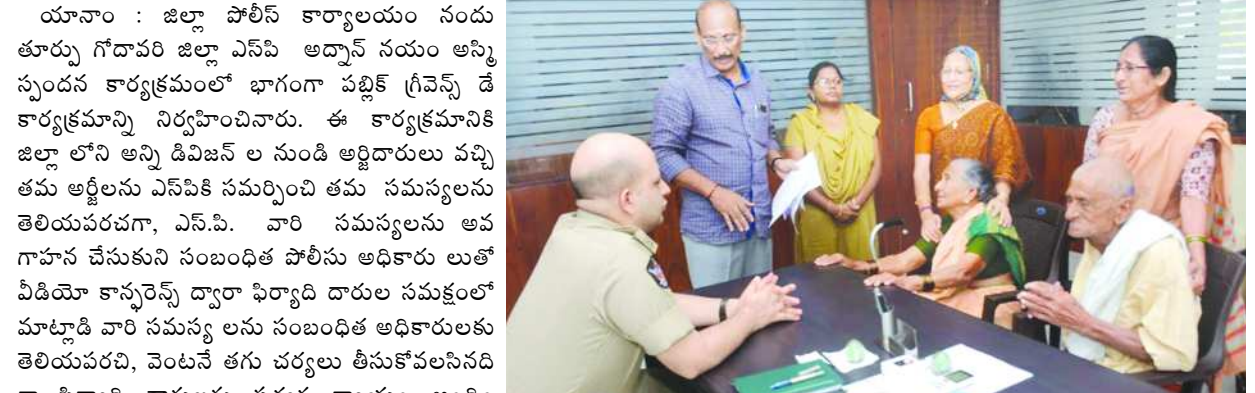 యానాం : జిల్లా పోలీస్ కార్యాలయం నందు
తూర్పు గోదావరి జిల్లా ఎస్‌పి అద్నాన్ నయం అస్మి
స్పందన కార్యక్రమంలో భాగంగా పబ్లిక్ గ్రీవెన్స్ డే
కార్యక్రమాన్ని నిర్వహించినారు. ఈ కార్యక్రమానికి
జిల్లా లోని అన్ని డివిజన్ ల నుండి అర్జిదారులు వచ్చి
తమ అర్జీలను ఎస్‌పికి సమర్పించి తమ సమస్యలను
తెలియపరచగా, ఎస్.పి. వారి సమస్యలను అవ
గాహన చేసుకుని సంబంధిత పోలీసు అధికారు లుతో
వీడియో కాన్ఫరెన్స్ ద్వారా ఫిర్యాది దారుల సమక్షంలో
మాట్లాడి వారి సమస్య లను సంబంధిత అధికారులకు
తెలియపరచి, వెంటనే తగు చర్యలు తీసుకోవలసినది